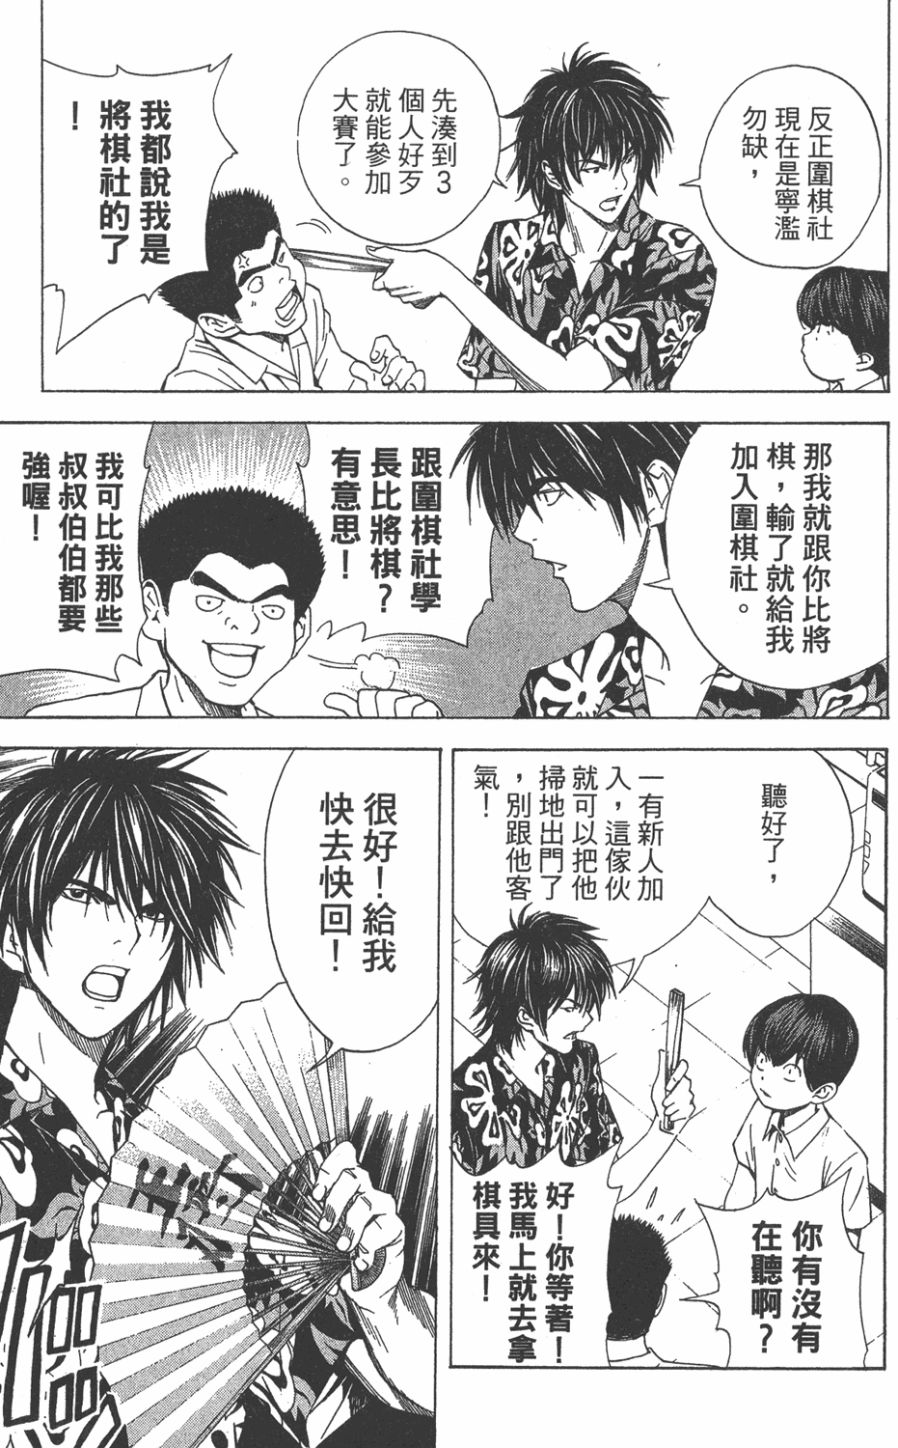 反正圍棋社
現在是寧濫
勿缺，
先湊到3
個人好歹
就能參加
大賽了。
我都說我是
將棋社的了
！
那我就跟你比將
棋，輸了就給我
加入圍棋社。
跟圍棋社學
長比將棋？
有意思！
我可比我那些
叔叔伯伯都要
強喔！
聽好了，
一有新人加
入，這傢伙
就可以把他
掃地出門了
，別跟他客
氣！
你有沒有
在聽啊？
好！你等著！
我馬上就去拿
棋具來！
很好！給我
快去快回！